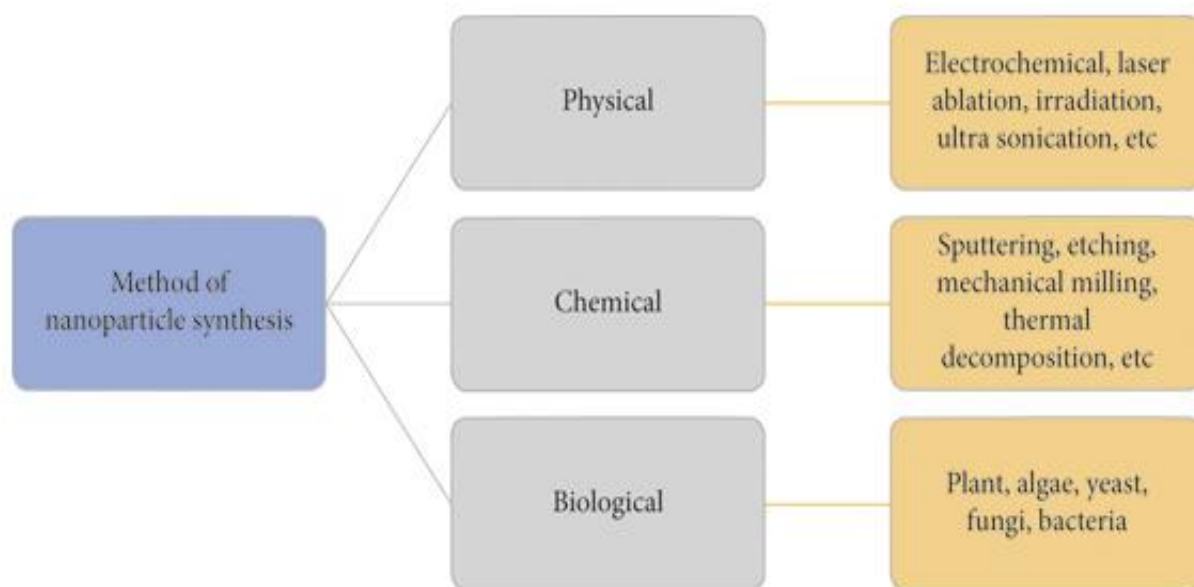 Method of
nanoparticle synthesis
Physical
Electrochemical, laser
ablation, irradiation,
ultra sonication, etc
Chemical
Sputtering, etching,
mechanical milling,
thermal
decomposition, etc
Biological
Plant, algae, yeast,
fungi, bacteria